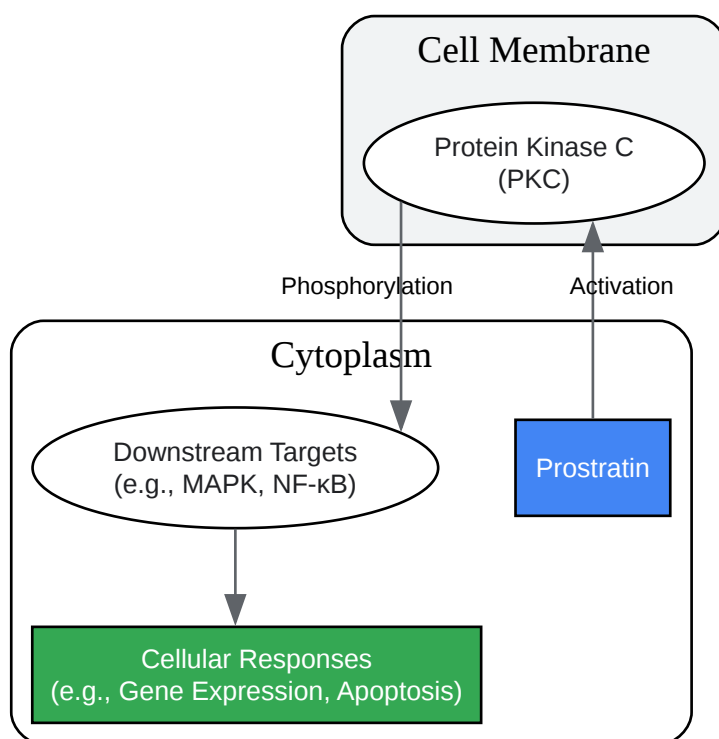 Cell Membrane
Protein Kinase C
(PKC)
Phosphorylation
Activation
Cytoplasm
Downstream Targets
(e.g., MAPK, NF-κB)
Prostratin
Cellular Responses
(e.g., Gene Expression, Apoptosis)